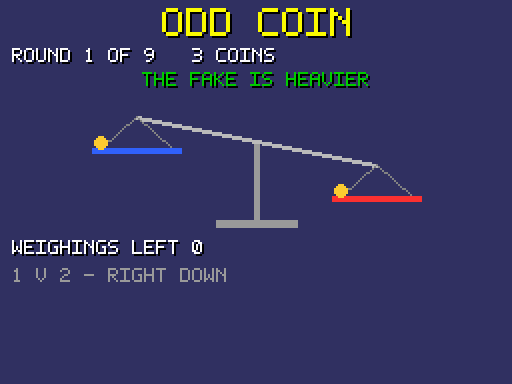 ODD COIN
ROUND 1 OF 9   3 COINS
THE FAKE IS HEAVIER
WEIGHINGS LEFT 0
1 V 2 - RIGHT DOWN